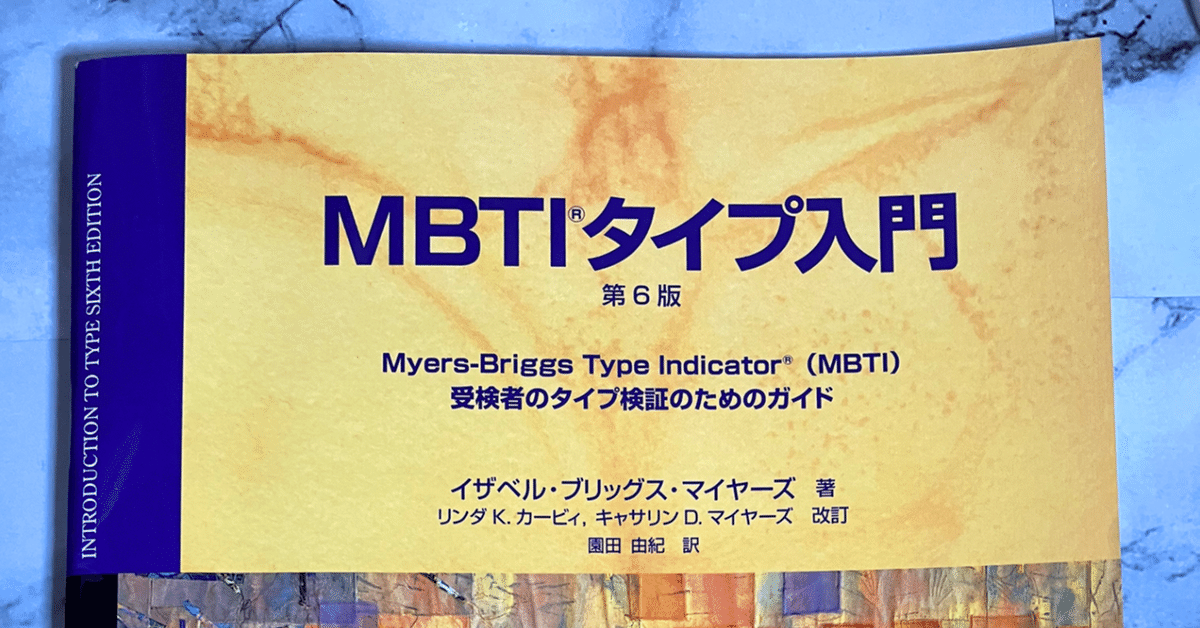 INTRODUCTION TO TYPE SIXTH EDITION
MBTI®タイプ入門
第6版
Myers-Briggs Type Indicator®（MBTI）
受検者のタイプ検証のためのガイド
イザベル・ブリッグス・マイヤーズ 著
リンダ K. カービィ, キャサリン D. マイヤーズ 改訂
園田 由紀 訳